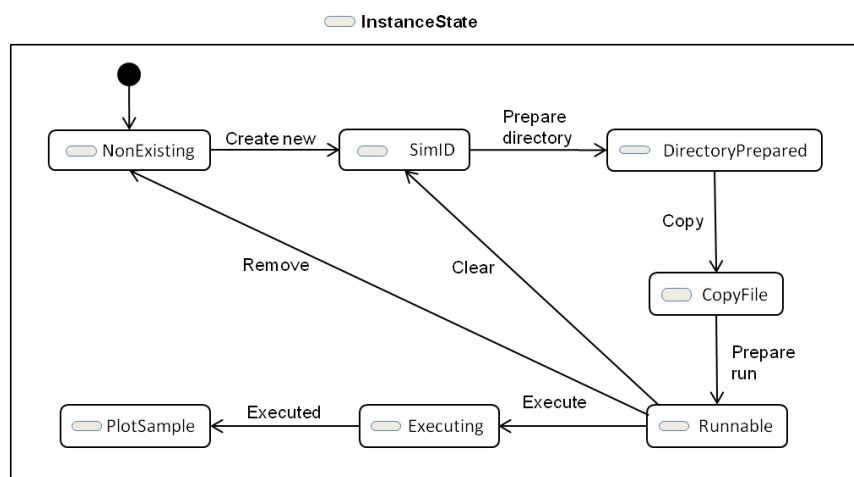 InstanceState
NonExisting
Create new
SimID
Prepare
directory
DirectoryPrepared
Copy
Remove
Clear
CopyFile
Prepare
run
PlotSample
Executed
Executing
Execute
Runnable